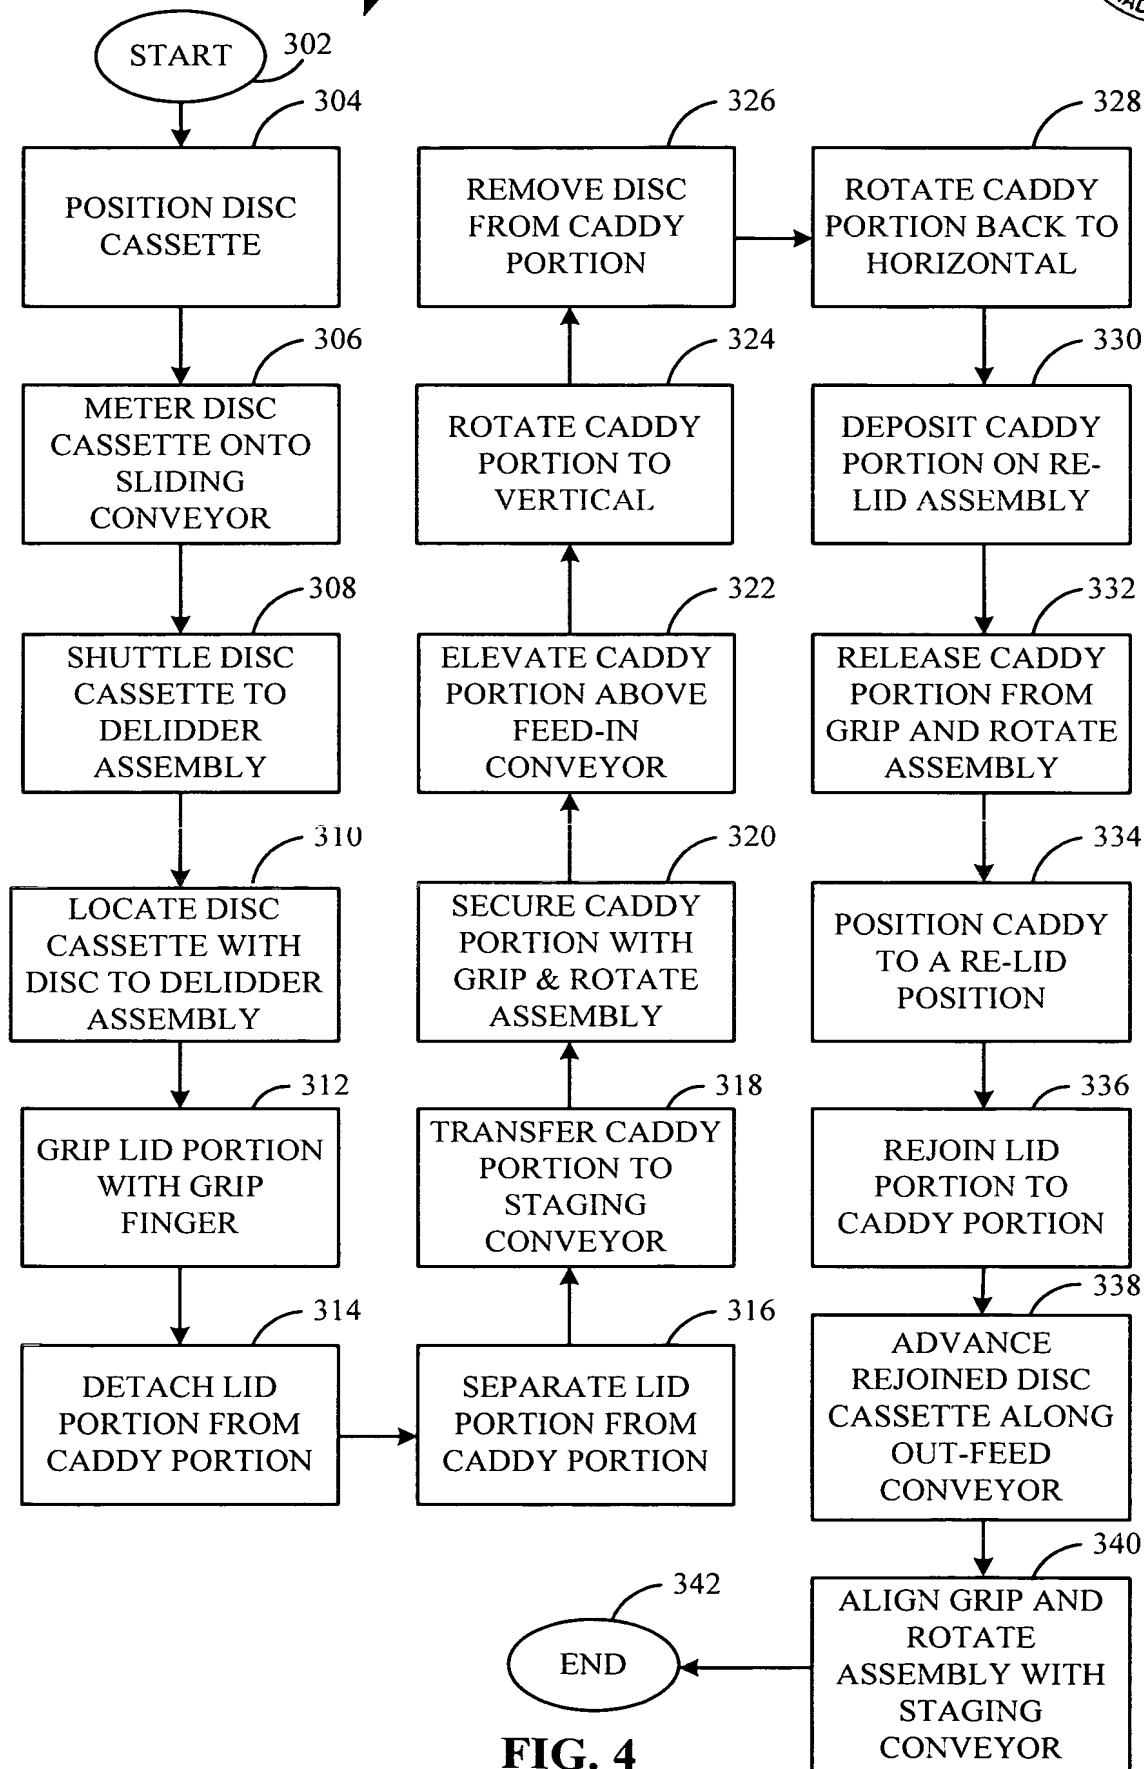 START
302
304
POSITION DISC
CASSETTE
306
METER DISC
CASSETTE ONTO
SLIDING
CONVEYOR
308
SHUTTLE DISC
CASSETTE TO
DELIDDER
ASSEMBLY
310
LOCATE DISC
CASSETTE WITH
DISC TO DELIDDER
ASSEMBLY
312
GRIP LID PORTION
WITH GRIP
FINGER
314
DETACH LID
PORTION FROM
CADDY PORTION
316
SEPARATE LID
PORTION FROM
CADDY PORTION
318
TRANSFER CADDY
PORTION TO
STAGING
CONVEYOR
320
SECURE CADDY
PORTION WITH
GRIP & ROTATE
ASSEMBLY
322
ELEVATE CADDY
PORTION ABOVE
FEED-IN
CONVEYOR
324
ROTATE CADDY
PORTION TO
VERTICAL
326
REMOVE DISC
FROM CADDY
PORTION
328
ROTATE CADDY
PORTION BACK TO
HORIZONTAL
330
DEPOSIT CADDY
PORTION ON RE-
LID ASSEMBLY
332
RELEASE CADDY
PORTION FROM
GRIP AND ROTATE
ASSEMBLY
334
POSITION CADDY
TO A RE-LID
POSITION
336
REJOIN LID
PORTION TO
CADDY PORTION
338
ADVANCE
REJOINED DISC
CASSETTE ALONG
OUT-FEED
CONVEYOR
340
ALIGN GRIP AND
ROTATE
ASSEMBLY WITH
STAGING
CONVEYOR
342
END
FIG. 4